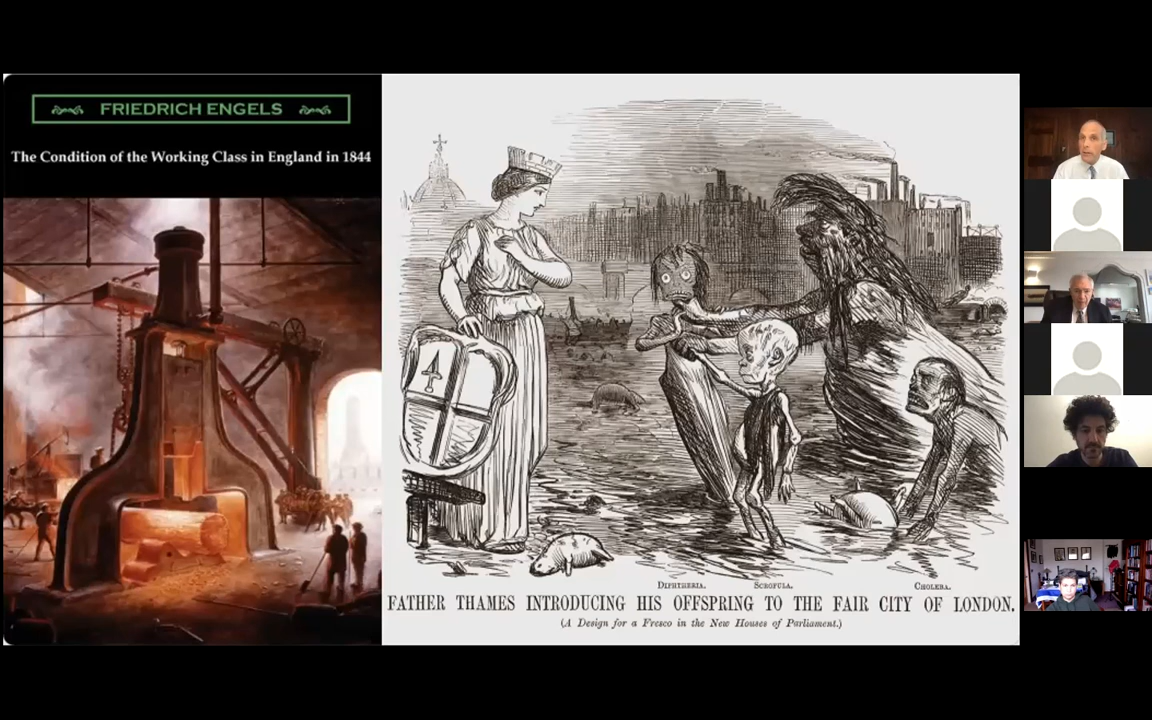 FRIEDRICH ENGELS
The Condition of the Working Class in England in 1844
4
DIPHTHERIA. SCROFULA. CHOLERA.
FATHER THAMES INTRODUCING HIS OFFSPRING TO THE FAIR CITY OF LONDON.
(A Design for a Fresco in the New Houses of Parliament.)